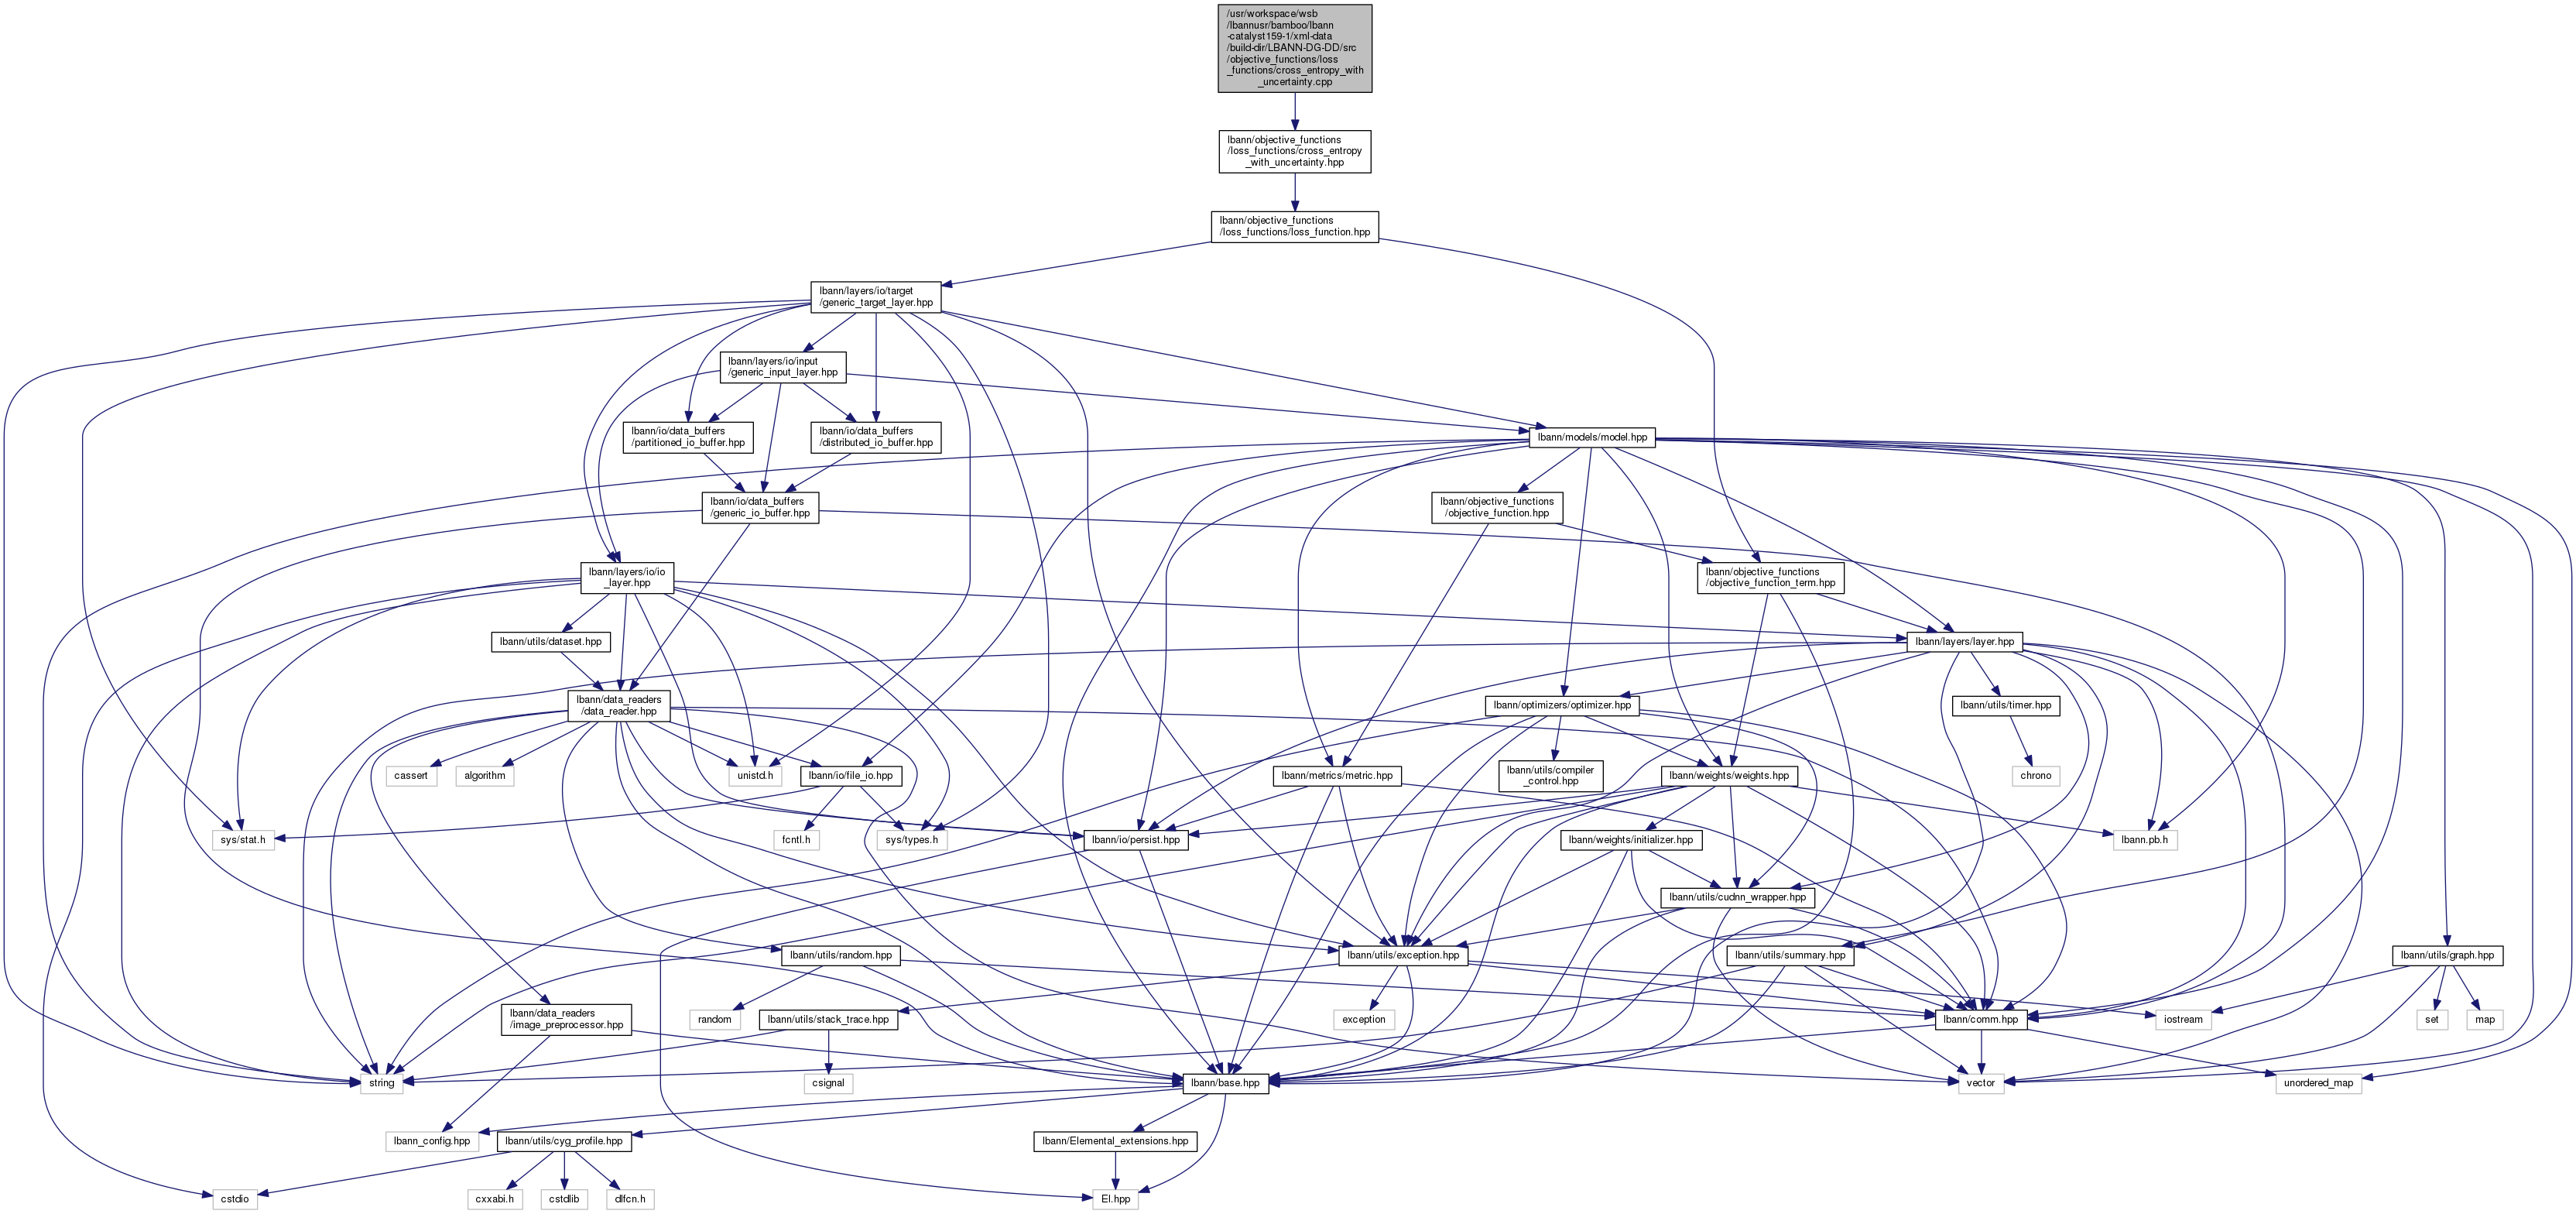 /usr/workspace/wsb
/lbannusr/bamboo/lbann
-catalyst159-1/xml-data
/build-dir/LBANN-DG-DD/src
/objective_functions/loss
_functions/cross_entropy_with
_uncertainty.cpp
lbann/objective_functions
/loss_functions/cross_entropy
_with_uncertainty.hpp
lbann/objective_functions
/loss_functions/loss_function.hpp
lbann/layers/io/target
/generic_target_layer.hpp
lbann/layers/io/input
/generic_input_layer.hpp
lbann/io/data_buffers
/partitioned_io_buffer.hpp
lbann/io/data_buffers
/distributed_io_buffer.hpp
lbann/models/model.hpp
lbann/io/data_buffers
/generic_io_buffer.hpp
lbann/objective_functions
/objective_function.hpp
lbann/layers/io/io
_layer.hpp
lbann/objective_functions
/objective_function_term.hpp
lbann/utils/dataset.hpp
lbann/layers/layer.hpp
lbann/data_readers
/data_reader.hpp
lbann/optimizers/optimizer.hpp
lbann/utils/timer.hpp
cassert
algorithm
unistd.h
lbann/io/file_io.hpp
lbann/metrics/metric.hpp
lbann/utils/compiler
_control.hpp
lbann/weights/weights.hpp
chrono
sys/stat.h
fcntl.h
sys/types.h
lbann/io/persist.hpp
lbann/weights/initializer.hpp
lbann.pb.h
lbann/utils/cudnn_wrapper.hpp
lbann/utils/random.hpp
lbann/utils/exception.hpp
lbann/utils/summary.hpp
lbann/utils/graph.hpp
lbann/data_readers
/image_preprocessor.hpp
random
lbann/utils/stack_trace.hpp
exception
lbann/comm.hpp
iostream
set
map
string
csignal
lbann/base.hpp
vector
unordered_map
lbann_config.hpp
lbann/utils/cyg_profile.hpp
lbann/Elemental_extensions.hpp
cstdio
cxxabi.h
cstdlib
dlfcn.h
El.hpp